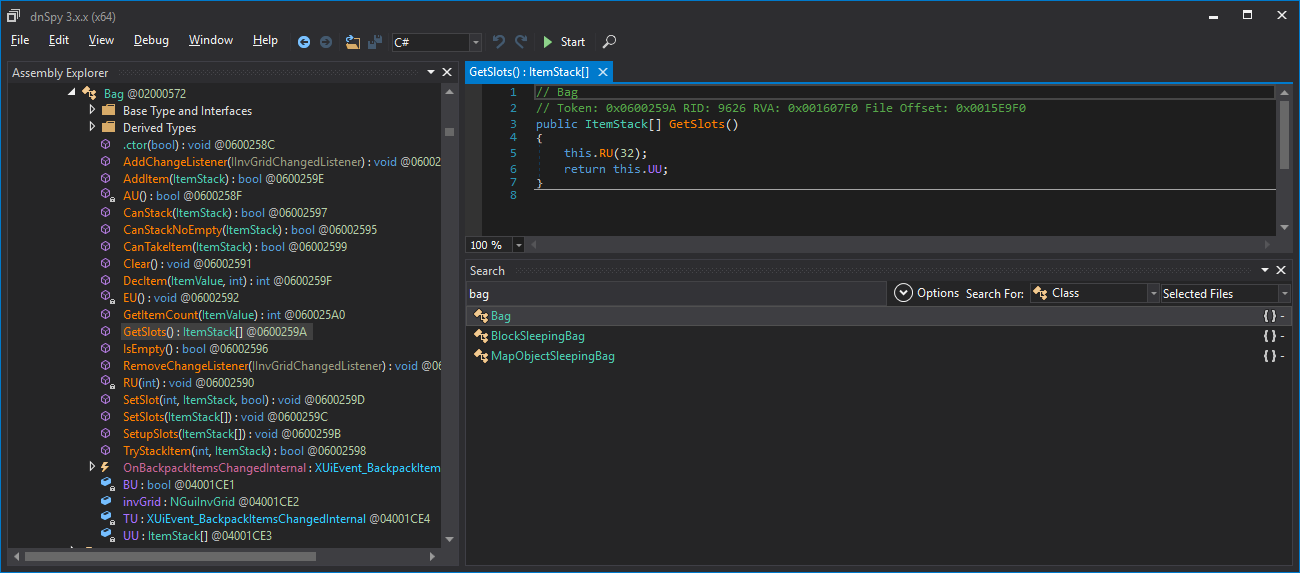 dnSpy 3.x.x (x64)
File Edit View Debug Window Help C# Start
Assembly Explorer
Bag @02000572
Base Type and Interfaces
Derived Types
.ctor(bool) : void @0600258C
AddChangeListener(IInvGridChangedListener) : void @06002
AddItem(ItemStack) : bool @0600259E
AU() : bool @0600258F
CanStack(ItemStack) : bool @06002597
CanStackNoEmpty(ItemStack) : bool @06002595
CanTakeItem(ItemStack) : bool @06002599
Clear() : void @06002591
DecItem(ItemValue, int) : int @0600259F
EU() : void @06002592
GetItemCount(ItemValue) : int @060025A0
GetSlots() : ItemStack[] @0600259A
IsEmpty() : bool @06002596
RemoveChangeListener(IInvGridChangedListener) : void @06
RU(int) : void @06002590
SetSlot(int, ItemStack, bool) : void @0600259D
SetSlots(ItemStack[]) : void @0600259C
SetupSlots(ItemStack[]) : void @0600259B
TryStackItem(int, ItemStack) : bool @06002598
OnBackpackItemsChangedInternal : XUiEvent_BackpackItem
BU : bool @04001CE1
invGrid : NGuiInvGrid @04001CE2
TU : XUiEvent_BackpackItemsChangedInternal @04001CE4
UU : ItemStack[] @04001CE3
GetSlots() : ItemStack[]
1 // Bag
2 // Token: 0x0600259A RID: 9626 RVA: 0x001607F0 File Offset: 0x0015E9F0
3 public ItemStack[] GetSlots()
4 {
5 this.RU(32);
6 return this.UU;
7 }
8
100 %
Search
bag Options Search For: Class Selected Files
Bag { } -
BlockSleepingBag { } -
MapObjectSleepingBag { } -